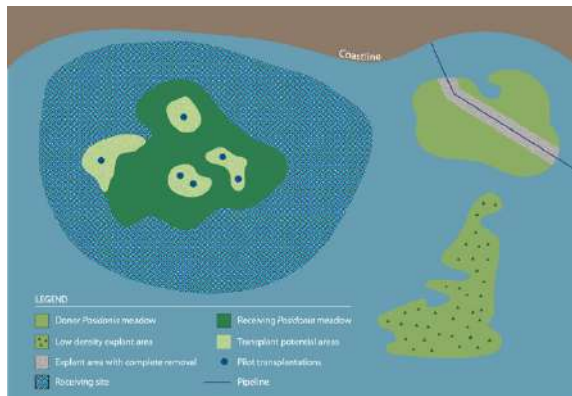 Coastline
LEGEND
Donor Posidonia meadow
Receiving Posidonia meadow
Low density explant area
Transplant potential areas
Explant area with complete removal
Pilot transplantations
Receiving site
Pipeline